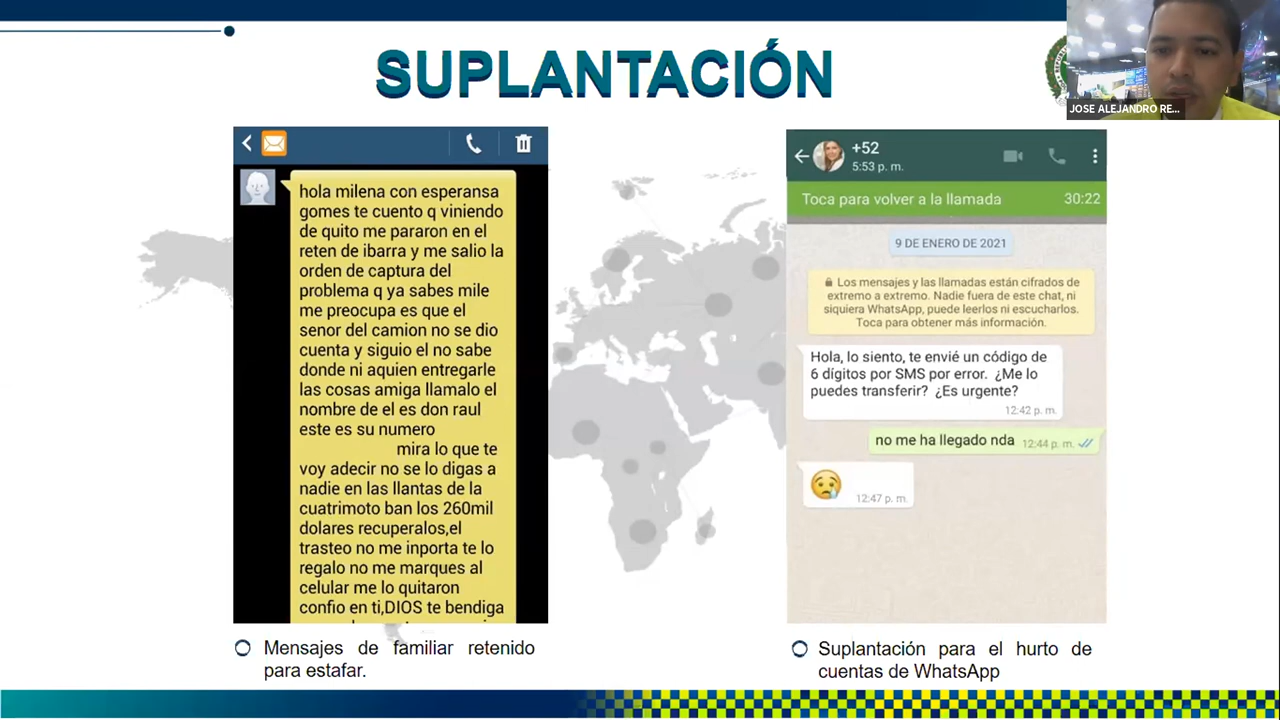 SUPLANTACIÓN
JOSE ALEJANDRO RE...
hola milena con esperansa
gomes te cuento q viniendo
de quito me pararon en el
reten de ibarra y me salio la
orden de captura del
problema q ya sabes mile
me preocupa es que el
senor del camion no se dio
cuenta y siguio el no sabe
donde ni aquien entregarle
las cosas amiga llamalo el
nombre de el es don raul
este es su numero
mira lo que te
voy adecir no se lo digas a
nadie en las llantas de la
cuatrimoto ban los 260mil
dolares recuperalos,el
trasteo no me inporta te lo
regalo no me marques al
celular me lo quitaron
confio en ti,DIOS te bendiga
Mensajes de familiar retenido
para estafar.
+52
5:53 p. m.
Toca para volver a la llamada 30:22
9 DE ENERO DE 2021
Los mensajes y las llamadas están cifrados de
extremo a extremo. Nadie fuera de este chat, ni
siquiera WhatsApp, puede leerlos ni escucharlos.
Toca para obtener más información.
Hola, lo siento, te envié un código de
6 dígitos por SMS por error. ¿Me lo
puedes transferir? ¿Es urgente?
12:42 p. m.
no me ha llegado nda 12:44 p. m.
12:47 p. m.
Suplantación para el hurto de
cuentas de WhatsApp